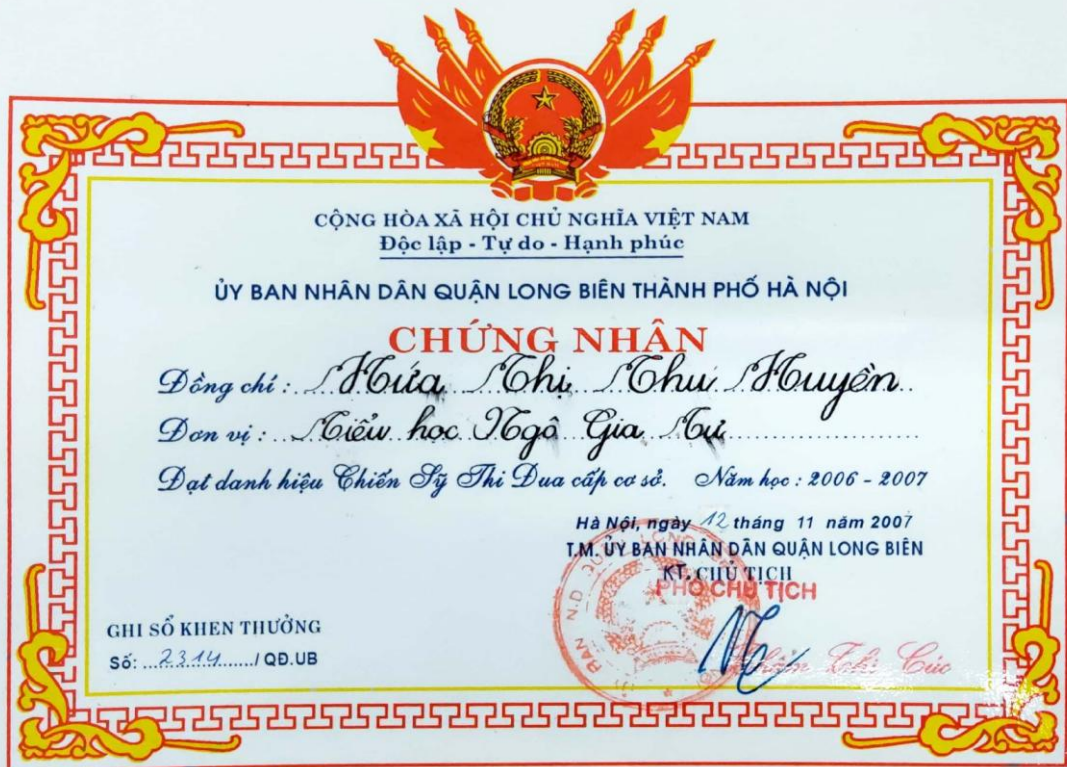 CỘNG HÒA XÃ HỘI CHỦ NGHĨA VIỆT NAM
Độc lập - Tự do - Hạnh phúc
ỦY BAN NHÂN DÂN QUẬN LONG BIÊN THÀNH PHỐ HÀ NỘI
CHỨNG NHẬN
Đồng chí : Hứa Thị Thu Huyền
Đơn vị : Tiểu học Ngô Gia Tự
Đạt danh hiệu Chiến Sỹ Thi Đua cấp cơ sở. Năm học : 2006 - 2007
Hà Nội, ngày 12 tháng 11 năm 2007
T.M. ỦY BAN NHÂN DÂN QUẬN LONG BIÊN
KT. CHỦ TỊCH
PHÓ CHỦ TỊCH
GHI SỔ KHEN THƯỞNG
Số: 2314 / QĐ.UB
Thị Cúc